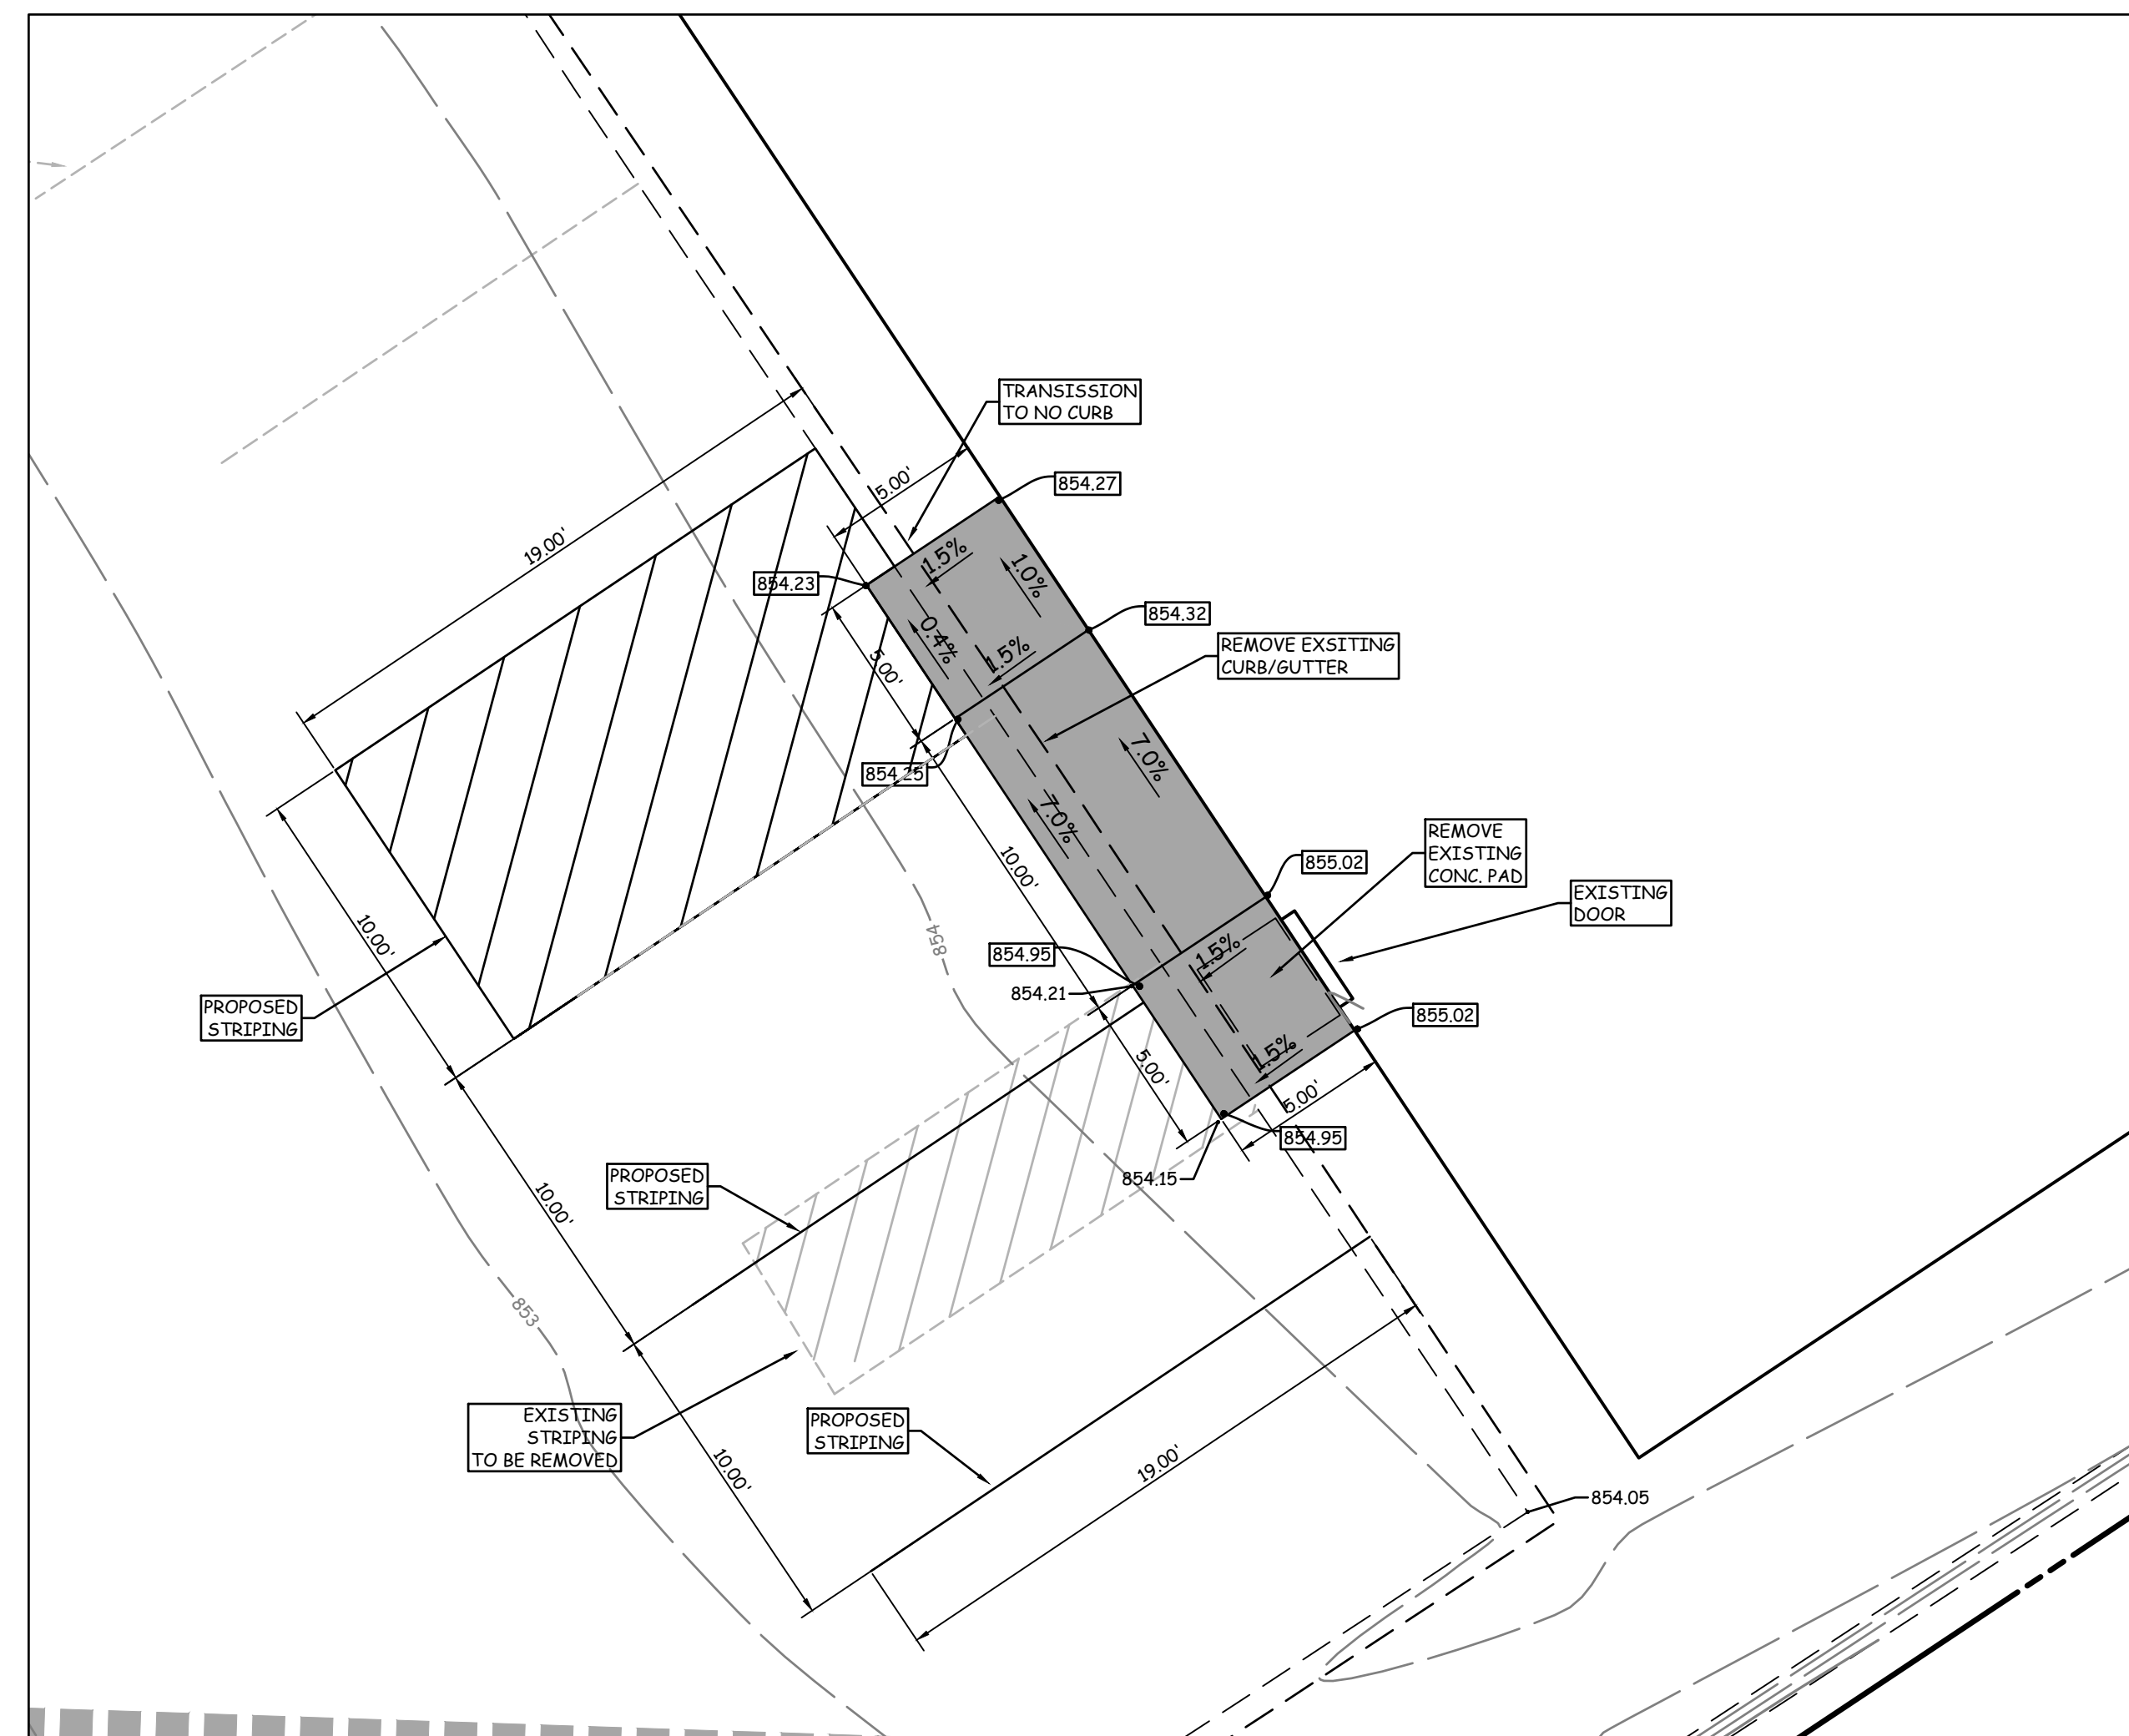 TRANSISSION
TO NO CURB
5.00'
854.27
19.00'
1.5%
1.0%
854.23
854.32
0.4%
1.5%
5.00'
REMOVE EXSITING
CURB/GUTTER
7.0%
854.25
7.0%
REMOVE
EXISTING
CONC. PAD
10.00'
855.02
EXISTING
DOOR
10.00'
854
854.95
1.5%
854.21
PROPOSED
STRIPING
855.02
1.5%
5.00'
5.00'
854.95
854.15
PROPOSED
STRIPING
10.00'
853
EXISTING
STRIPING
TO BE REMOVED
PROPOSED
STRIPING
10.00'
19.00'
854.05